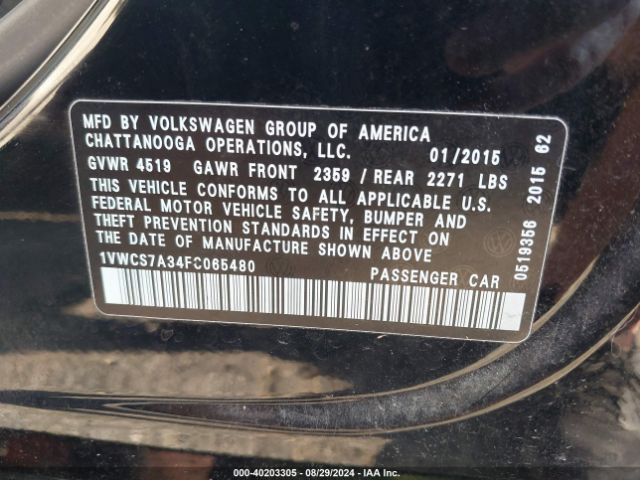 MFD BY VOLKSWAGEN GROUP OF AMERICA
CHATTANOOGA OPERATIONS, LLC. 01/2015
GVWR 4519 GAWR FRONT 2359 / REAR 2271 LBS
THIS VEHICLE CONFORMS TO ALL APPLICABLE U.S.
FEDERAL MOTOR VEHICLE SAFETY, BUMPER AND
THEFT PREVENTION STANDARDS IN EFFECT ON
THE DATE OF MANUFACTURE SHOWN ABOVE
1VWCS7A34FC065480 PASSENGER CAR
0519356 2015 62
000-40203305 - 08/29/2024 - IAA Inc.